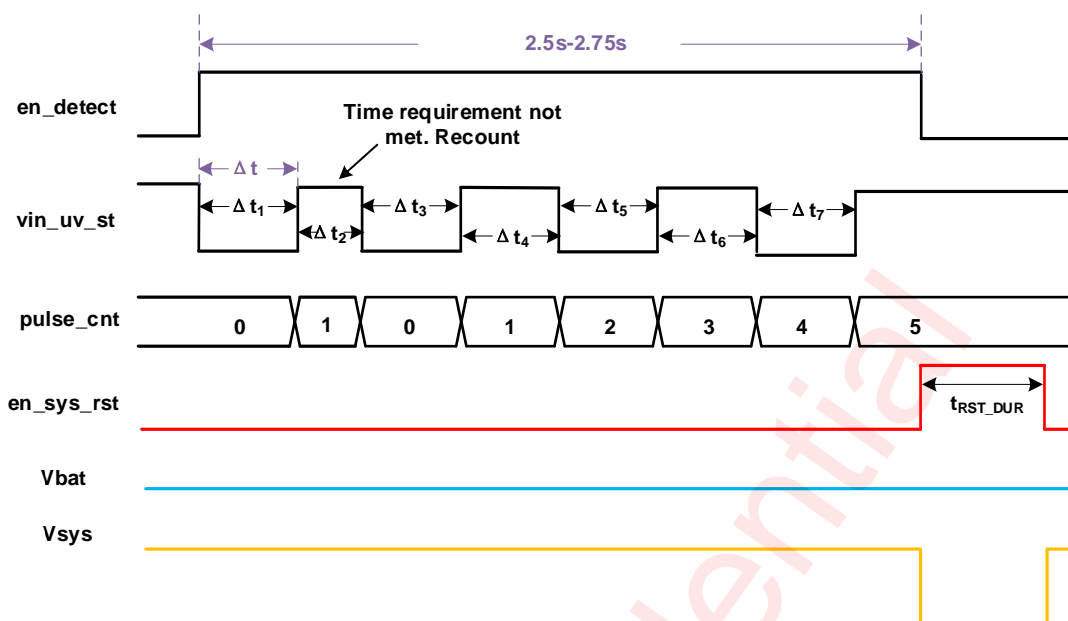 2.5s-2.75s
en_detect
Time requirement not
met. Recount
Δ t
vin_uv_st
Δ t1
Δ t2
Δ t3
Δ t4
Δ t5
Δ t6
Δ t7
pulse_cnt
0
1
0
1
2
3
4
5
en_sys_rst
tRST_DUR
Vbat
Vsys